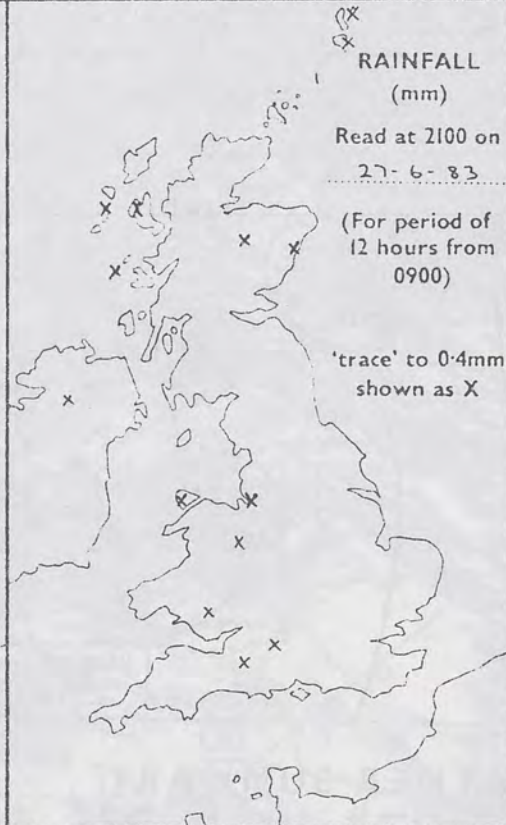 RAINFALL
(mm)
Read at 2100 on
27-6-83
(For period of
12 hours from
0900)
'trace' to 0·4mm
shown as X
X
X
X
X
X
X
X
X
X
X
X
X
X
X